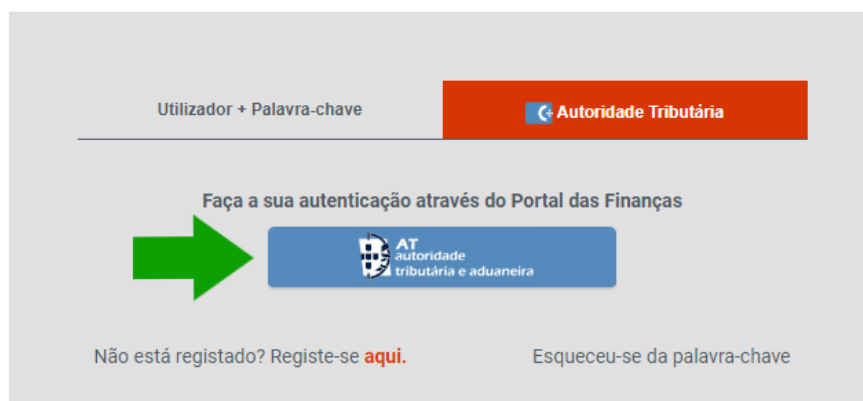 Utilizador + Palavra-chave
Autoridade Tributária
Faça a sua autenticação através do Portal das Finanças
AT
autoridade
tributária e aduaneira
Não está registado? Registe-se aqui.
Esqueceu-se da palavra-chave